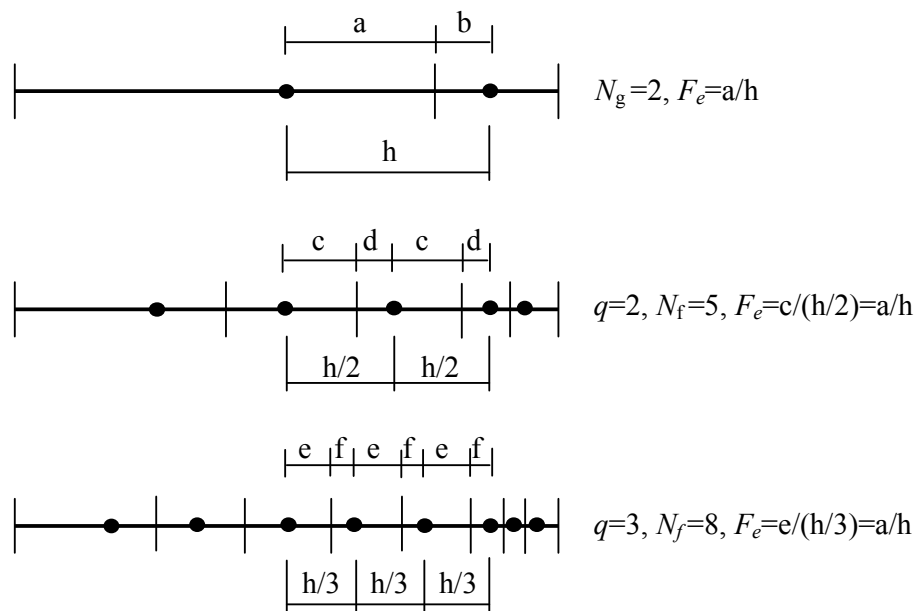 a b
N_g=2, F_e=a/h
h
c d c d
q=2, N_f=5, F_e=c/(h/2)=a/h
h/2 h/2
e f e f e f
q=3, N_f=8, F_e=e/(h/3)=a/h
h/3 h/3 h/3